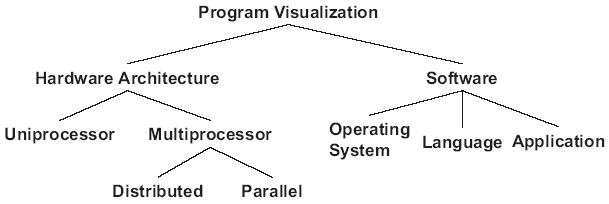 Program Visualization
Hardware Architecture
Software
Uniprocessor
Multiprocessor
Operating
System
Language
Application
Distributed
Parallel